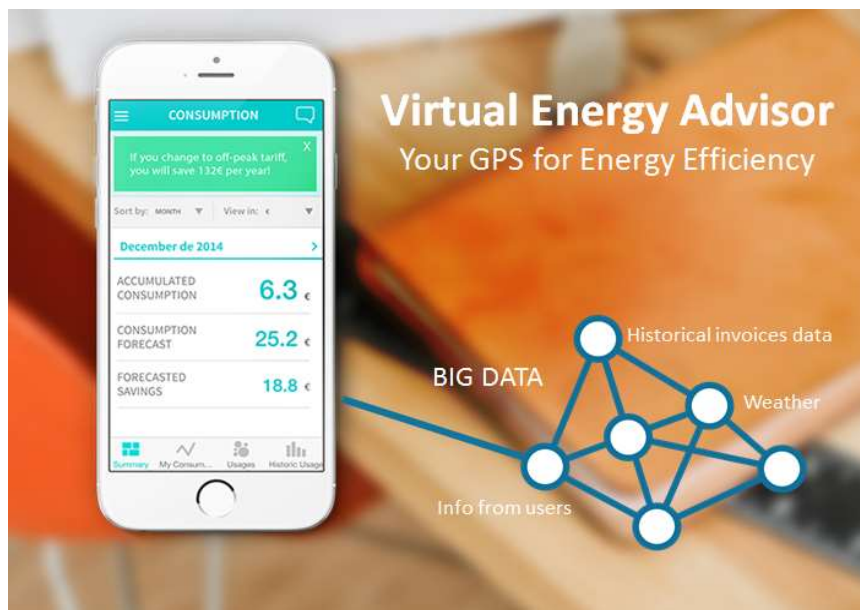 CONSUMPTION
If you change to off-peak tariff,
you will save 132€ per year!
X
Sort by: MONTH
View in: €
December de 2014
ACCUMULATED
CONSUMPTION
6.3 €
CONSUMPTION
FORECAST
25.2 €
FORECASTED
SAVINGS
18.8 €
Summary
My Consum...
Usages
Historic Usage
Virtual Energy Advisor
Your GPS for Energy Efficiency
BIG DATA
Historical invoices data
Weather
Info from users